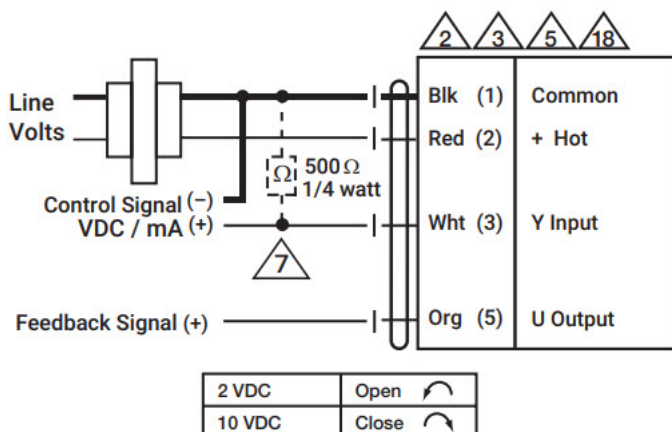 2 3 5 18
Line
Volts
Blk (1) Common
Red (2) + Hot
Ω 500 Ω
1/4 watt
Control Signal (−)
VDC / mA (+)
Wht (3) Y Input
7
Feedback Signal (+)
Org (5) U Output
2 VDC Open
10 VDC Close